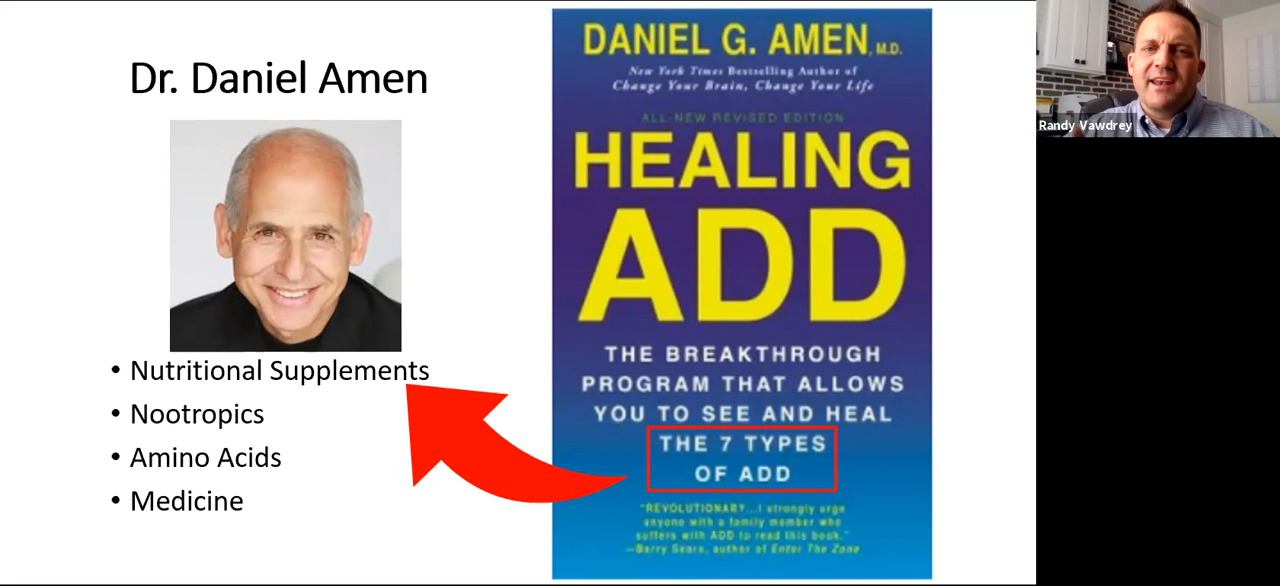 Dr. Daniel Amen
• Nutritional Supplements
• Nootropics
• Amino Acids
• Medicine
DANIEL G. AMEN, M.D.
New York Times Bestselling Author of
Change Your Brain, Change Your Life
ALL-NEW REVISED EDITION
HEALING
ADD
THE BREAKTHROUGH
PROGRAM THAT ALLOWS
YOU TO SEE AND HEAL
THE 7 TYPES
OF ADD
"REVOLUTIONARY...I strongly urge
anyone with a family member who
suffers with ADD to read this book."
—Barry Sears, author of Enter The Zone
Randy Vawdrey